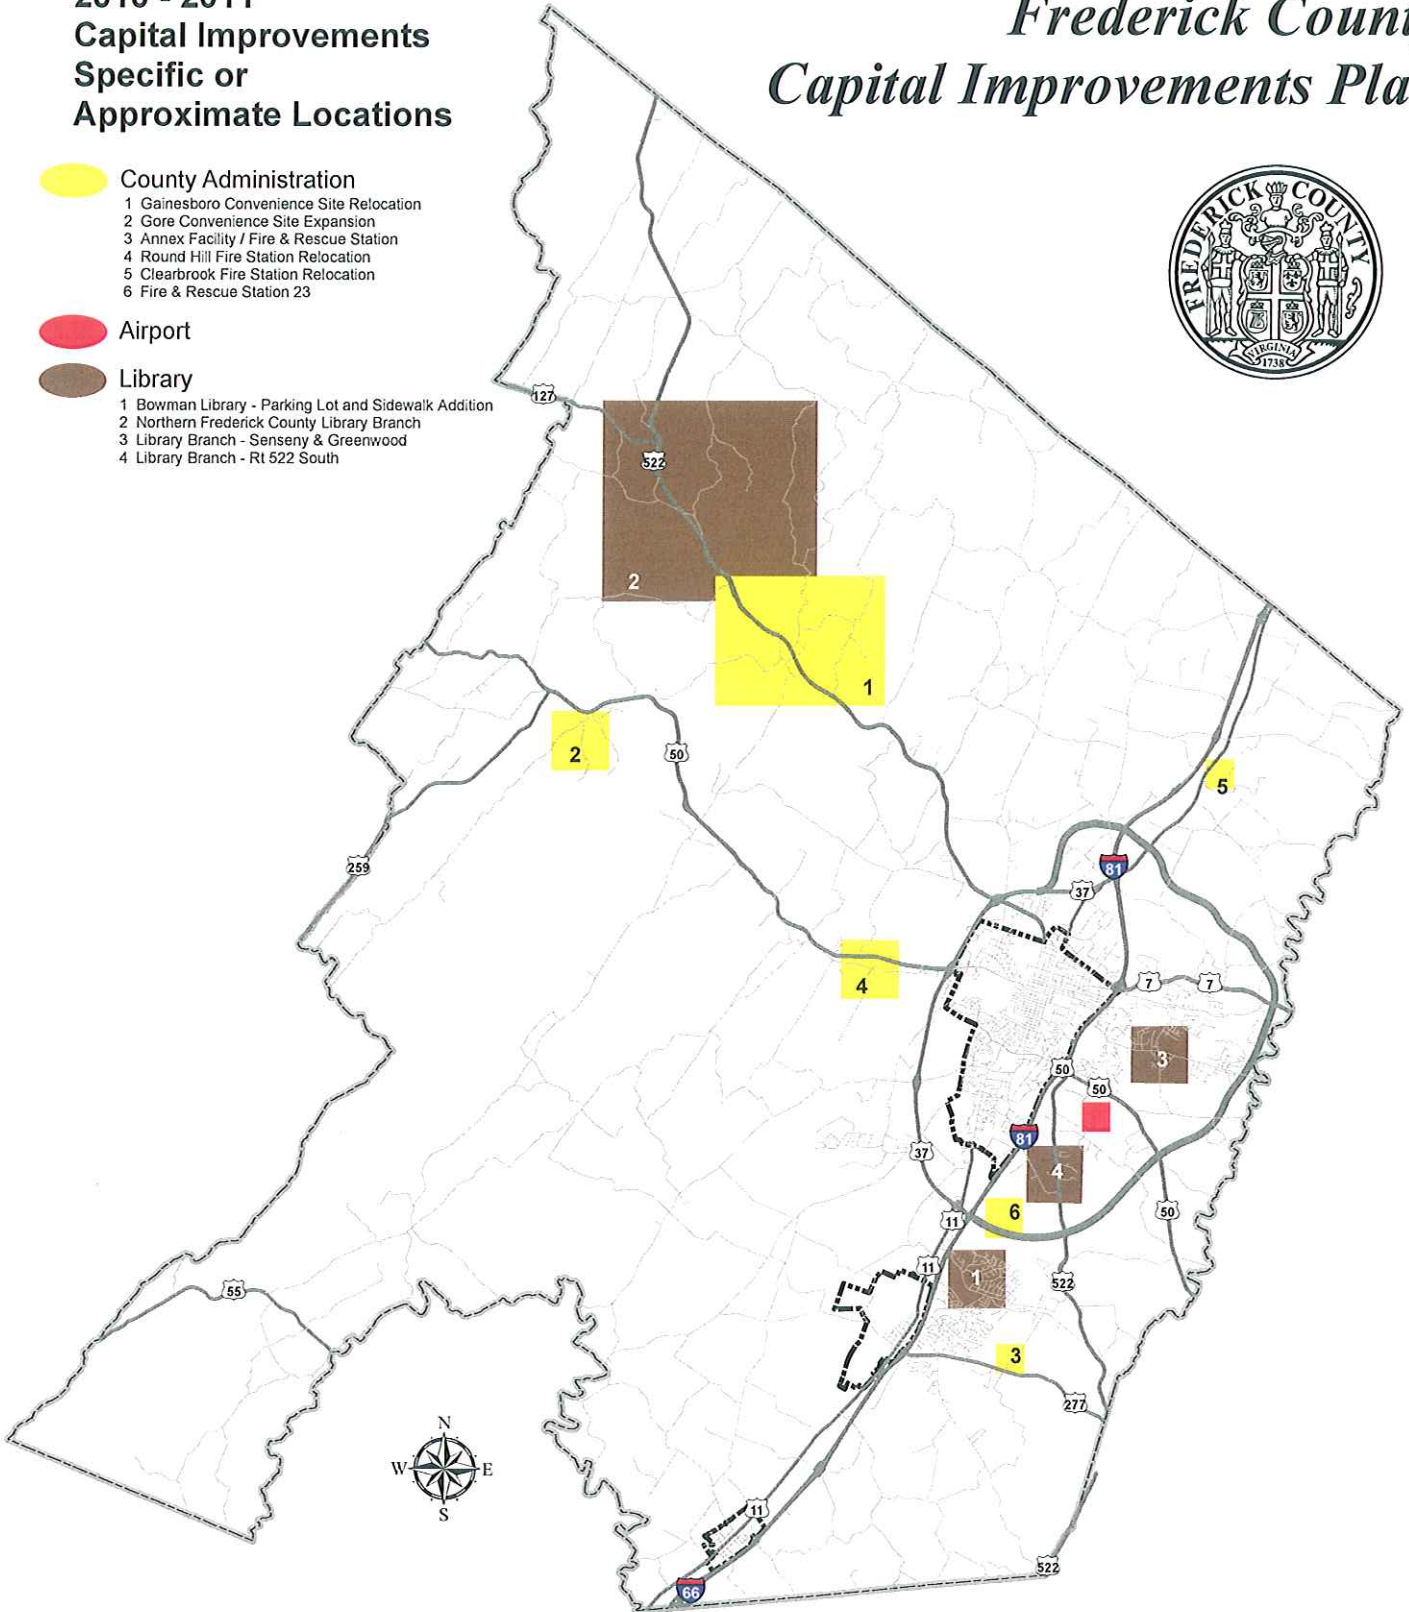 2010 - 2011
Capital Improvements
Specific or
Approximate Locations
Frederick County
Capital Improvements Pla
County Administration
1 Gainesboro Convenience Site Relocation
2 Gore Convenience Site Expansion
3 Annex Facility / Fire & Rescue Station
4 Round Hill Fire Station Relocation
5 Clearbrook Fire Station Relocation
6 Fire & Rescue Station 23
Airport
Library
1 Bowman Library - Parking Lot and Sidewalk Addition
2 Northern Frederick County Library Branch
3 Library Branch - Senseny & Greenwood
4 Library Branch - Rt 522 South
FREDERICK COUNTY
VIRGINIA
1738
127
522
2
1
2
50
5
259
81
37
4
7
7
3
50
50
81
37
4
6
11
50
11
1
522
55
3
277
N
W
E
S
11
522
66